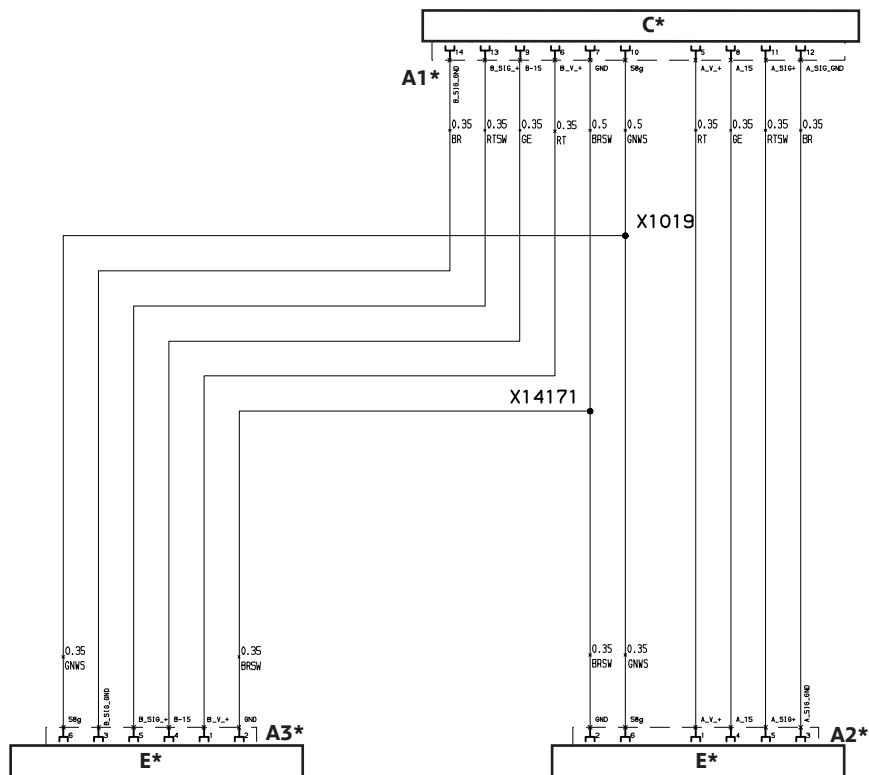 C*
14 13 9 6 7 10 5 8 11 12
A1* B_SIG_GND B_SIG_+ B-15 B_V_+ GND 58g A_V_+ A_15 A_SIG+ A_SIG_GND
0.35 0.35 0.35 0.35 0.5 0.5 0.35 0.35 0.35 0.35
BR RTSW GE RT BRSW GNWS RT GE RTSW BR
X1019
X14171
0.35 0.35 0.35 0.35
GNWS BRSW BRSW GNWS
58g B_SIG_GND B_SIG_+ B-15 B_V_+ GND A3* GND 58g A_V_+ A_15 A_SIG+ A_SIG_GND A2*
6 3 5 4 1 2 2 6 1 4 5 3
E* E*